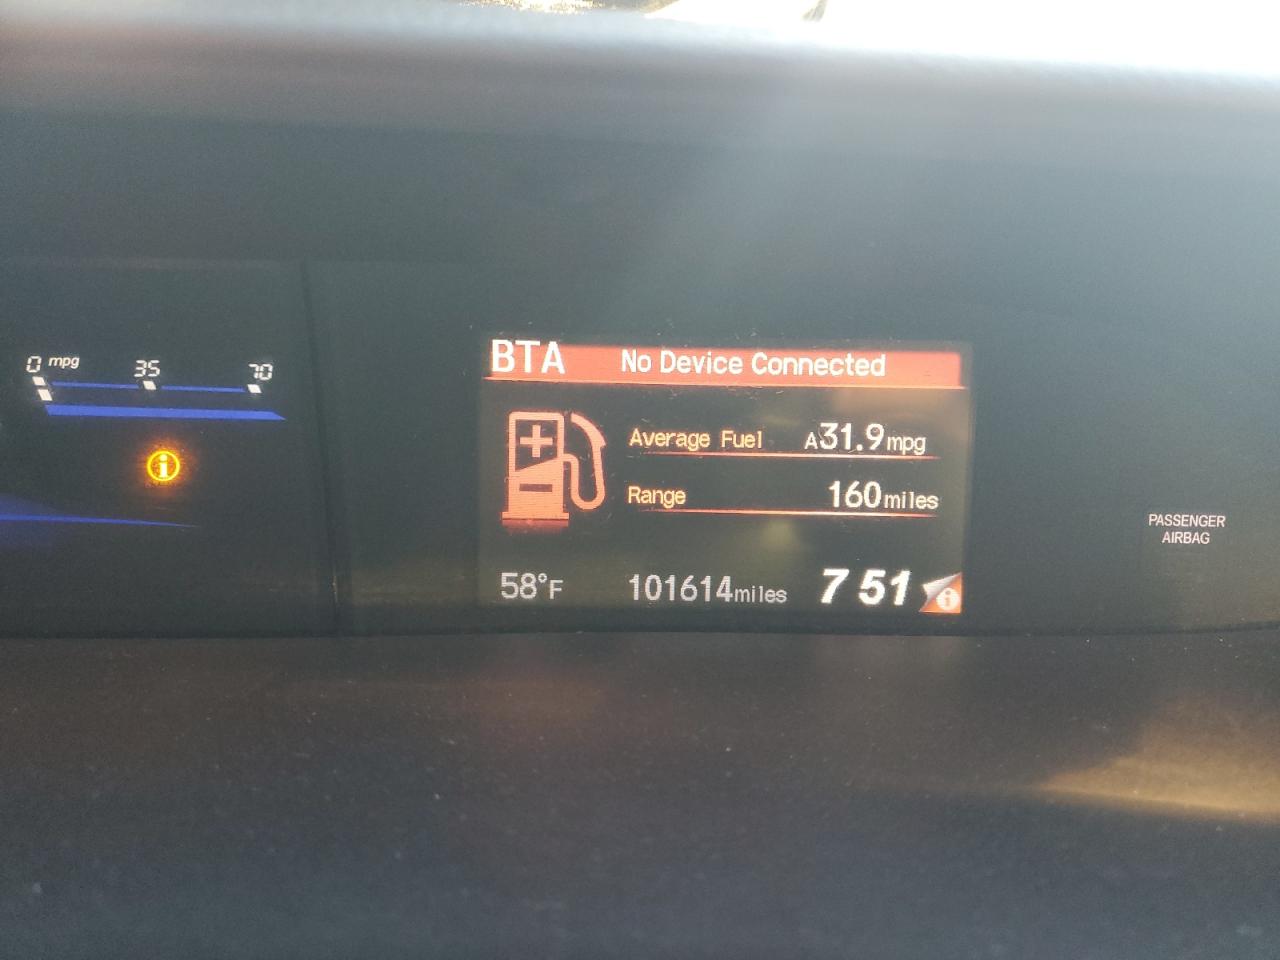 0 mpg 35 70
BTA No Device Connected
Average Fuel A31.9mpg
Range 160miles
58°F 101614miles 7 51
PASSENGER
AIRBAG